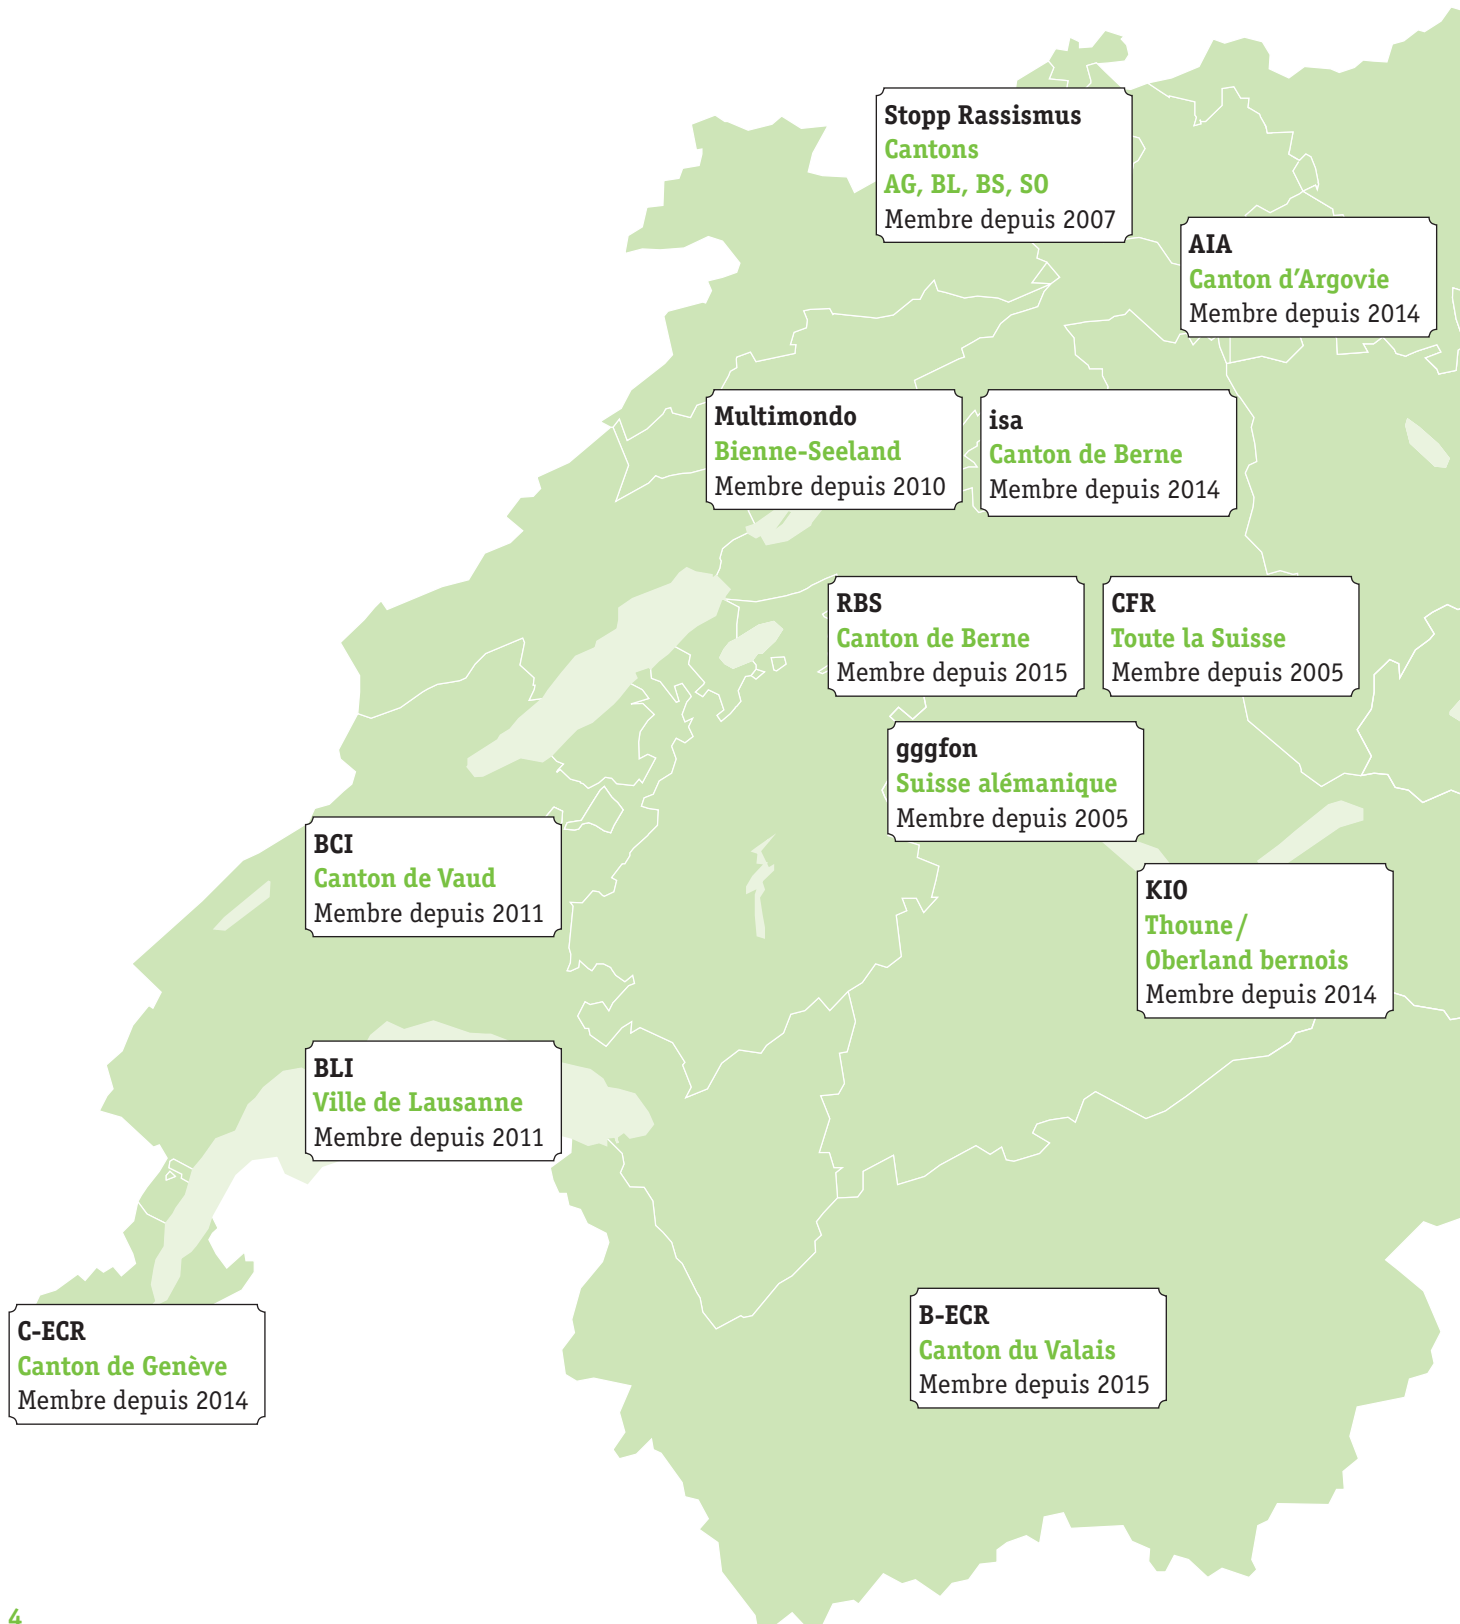 Stopp Rassismus
Cantons
AG, BL, BS, SO
Membre depuis 2007
AIA
Canton d’Argovie
Membre depuis 2014
Multimondo
Bienne-Seeland
Membre depuis 2010
isa
Canton de Berne
Membre depuis 2014
RBS
Canton de Berne
Membre depuis 2015
CFR
Toute la Suisse
Membre depuis 2005
gggfon
Suisse alémanique
Membre depuis 2005
BCI
Canton de Vaud
Membre depuis 2011
KIO
Thoune/
Oberland bernois
Membre depuis 2014
BLI
Ville de Lausanne
Membre depuis 2011
B-ECR
Canton du Valais
Membre depuis 2015
C-ECR
Canton de Genève
Membre depuis 2014
4